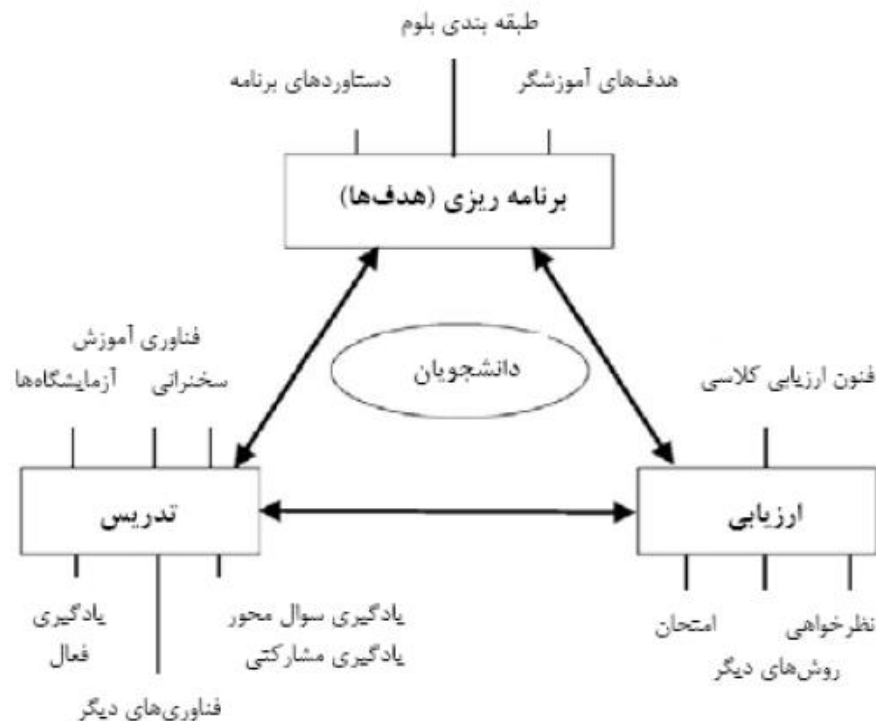 طبقه بندی بلوم
هدف‌های آموزشگر
دستاوردهای برنامه
برنامه ریزی (هدف‌ها)
دانشجویان
فناوری آموزش
سخنرانی
آزمایشگاه‌ها
تدریس
یادگیری سوال محور
یادگیری مشارکتی
یادگیری
فعال
فناوری‌های دیگر
فنون ارزیابی کلاسی
ارزیابی
نظرخواهی
امتحان
روش‌های دیگر